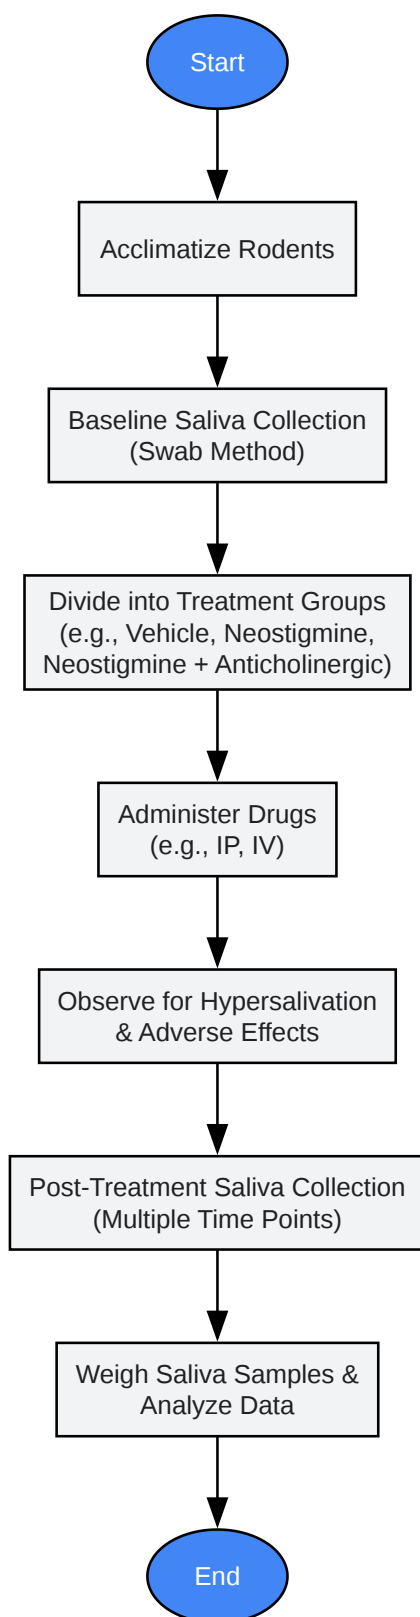 Start
Acclimatize Rodents
Baseline Saliva Collection
(Swab Method)
Divide into Treatment Groups
(e.g., Vehicle, Neostigmine,
Neostigmine + Anticholinergic)
Administer Drugs
(e.g., IP, IV)
Observe for Hypersalivation
& Adverse Effects
Post-Treatment Saliva Collection
(Multiple Time Points)
Weigh Saliva Samples &
Analyze Data
End